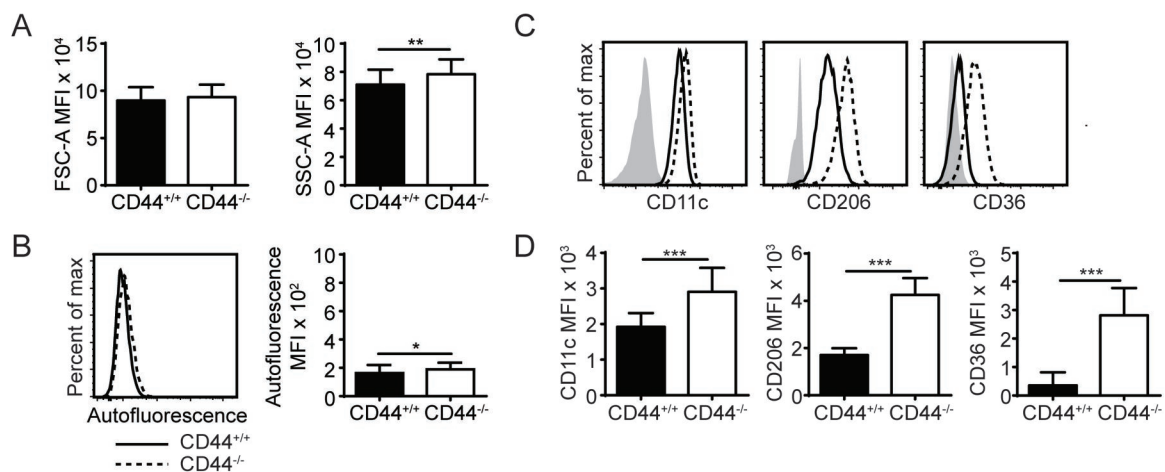 A
FSC-A MFI x 10⁴
15
10
5
0
CD44⁺/⁺ CD44⁻/⁻
SSC-A MFI x 10⁴
10
8
6
4
2
0
**
CD44⁺/⁺ CD44⁻/⁻
B
Percent of max
Autofluorescence
CD44⁺/⁺
CD44⁻/⁻
Autofluorescence
MFI x 10²
10
8
6
4
2
0
*
CD44⁺/⁺ CD44⁻/⁻
C
Percent of max
CD11c
CD206
CD36
D
CD11c MFI x 10³
4
3
2
1
0
***
CD44⁺/⁺ CD44⁻/⁻
CD206 MFI x 10³
6
4
2
0
***
CD44⁺/⁺ CD44⁻/⁻
CD36 MFI x 10³
5
4
3
2
1
0
***
CD44⁺/⁺ CD44⁻/⁻